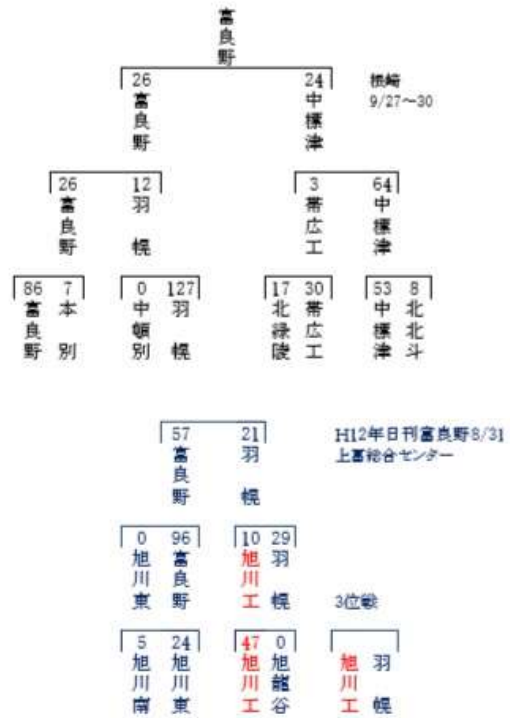 富良野
26 24 根崎
富良野 中標津 9/27～30
26 12 3 64
富良野 羽幌 帯広工 中標津
86 7 0 127 17 30 53 8
富良野 本別 中頓別 羽幌 北緑陵 帯広工 中標津 北北斗
57 21 H12年日刊富良野8/31
富良野 羽幌 上富総合センター
0 96 10 29
旭川東 富良野 旭川工 羽幌 3位戦
5 24 47 0
旭川南 旭川東 旭川工 旭龍谷 旭川工 羽幌